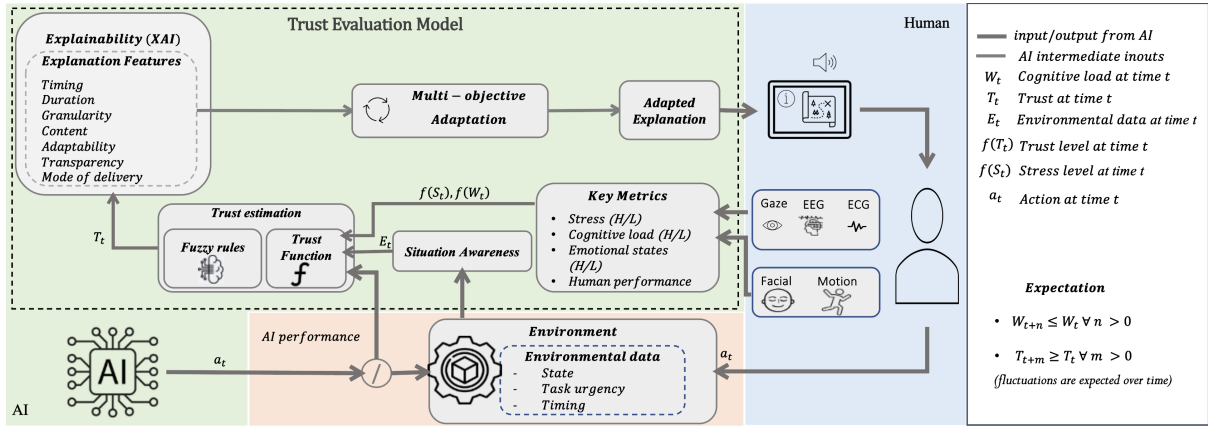 Trust Evaluation Model
Human
Explainability (XAI)
Explanation Features
Timing
Duration
Granularity
Content
Adaptability
Transparency
Mode of delivery
Multi − objective
Adaptation
Adapted
Explanation
f(S_t), f(W_t)
Key Metrics
• Stress (H/L)
• Cognitive load (H/L)
• Emotional states
(H/L)
• Human performance
Gaze EEG ECG
Facial Motion
Trust estimation
Fuzzy rules
Trust
Function
f
T_t
E_t
Situation Awareness
AI performance
Environment
Environmental data
- State
- Task urgency
- Timing
a_t
a_t
/
AI
AI
input/output from AI
AI intermediate inouts
W_t Cognitive load at time t
T_t Trust at time t
E_t Environmental data at time t
f(T_t) Trust level at time t
f(S_t) Stress level at time t
a_t Action at time t
Expectation
• W_{t+n} ≤ W_t ∀ n > 0
• T_{t+m} ≥ T_t ∀ m > 0
(fluctuations are expected over time)